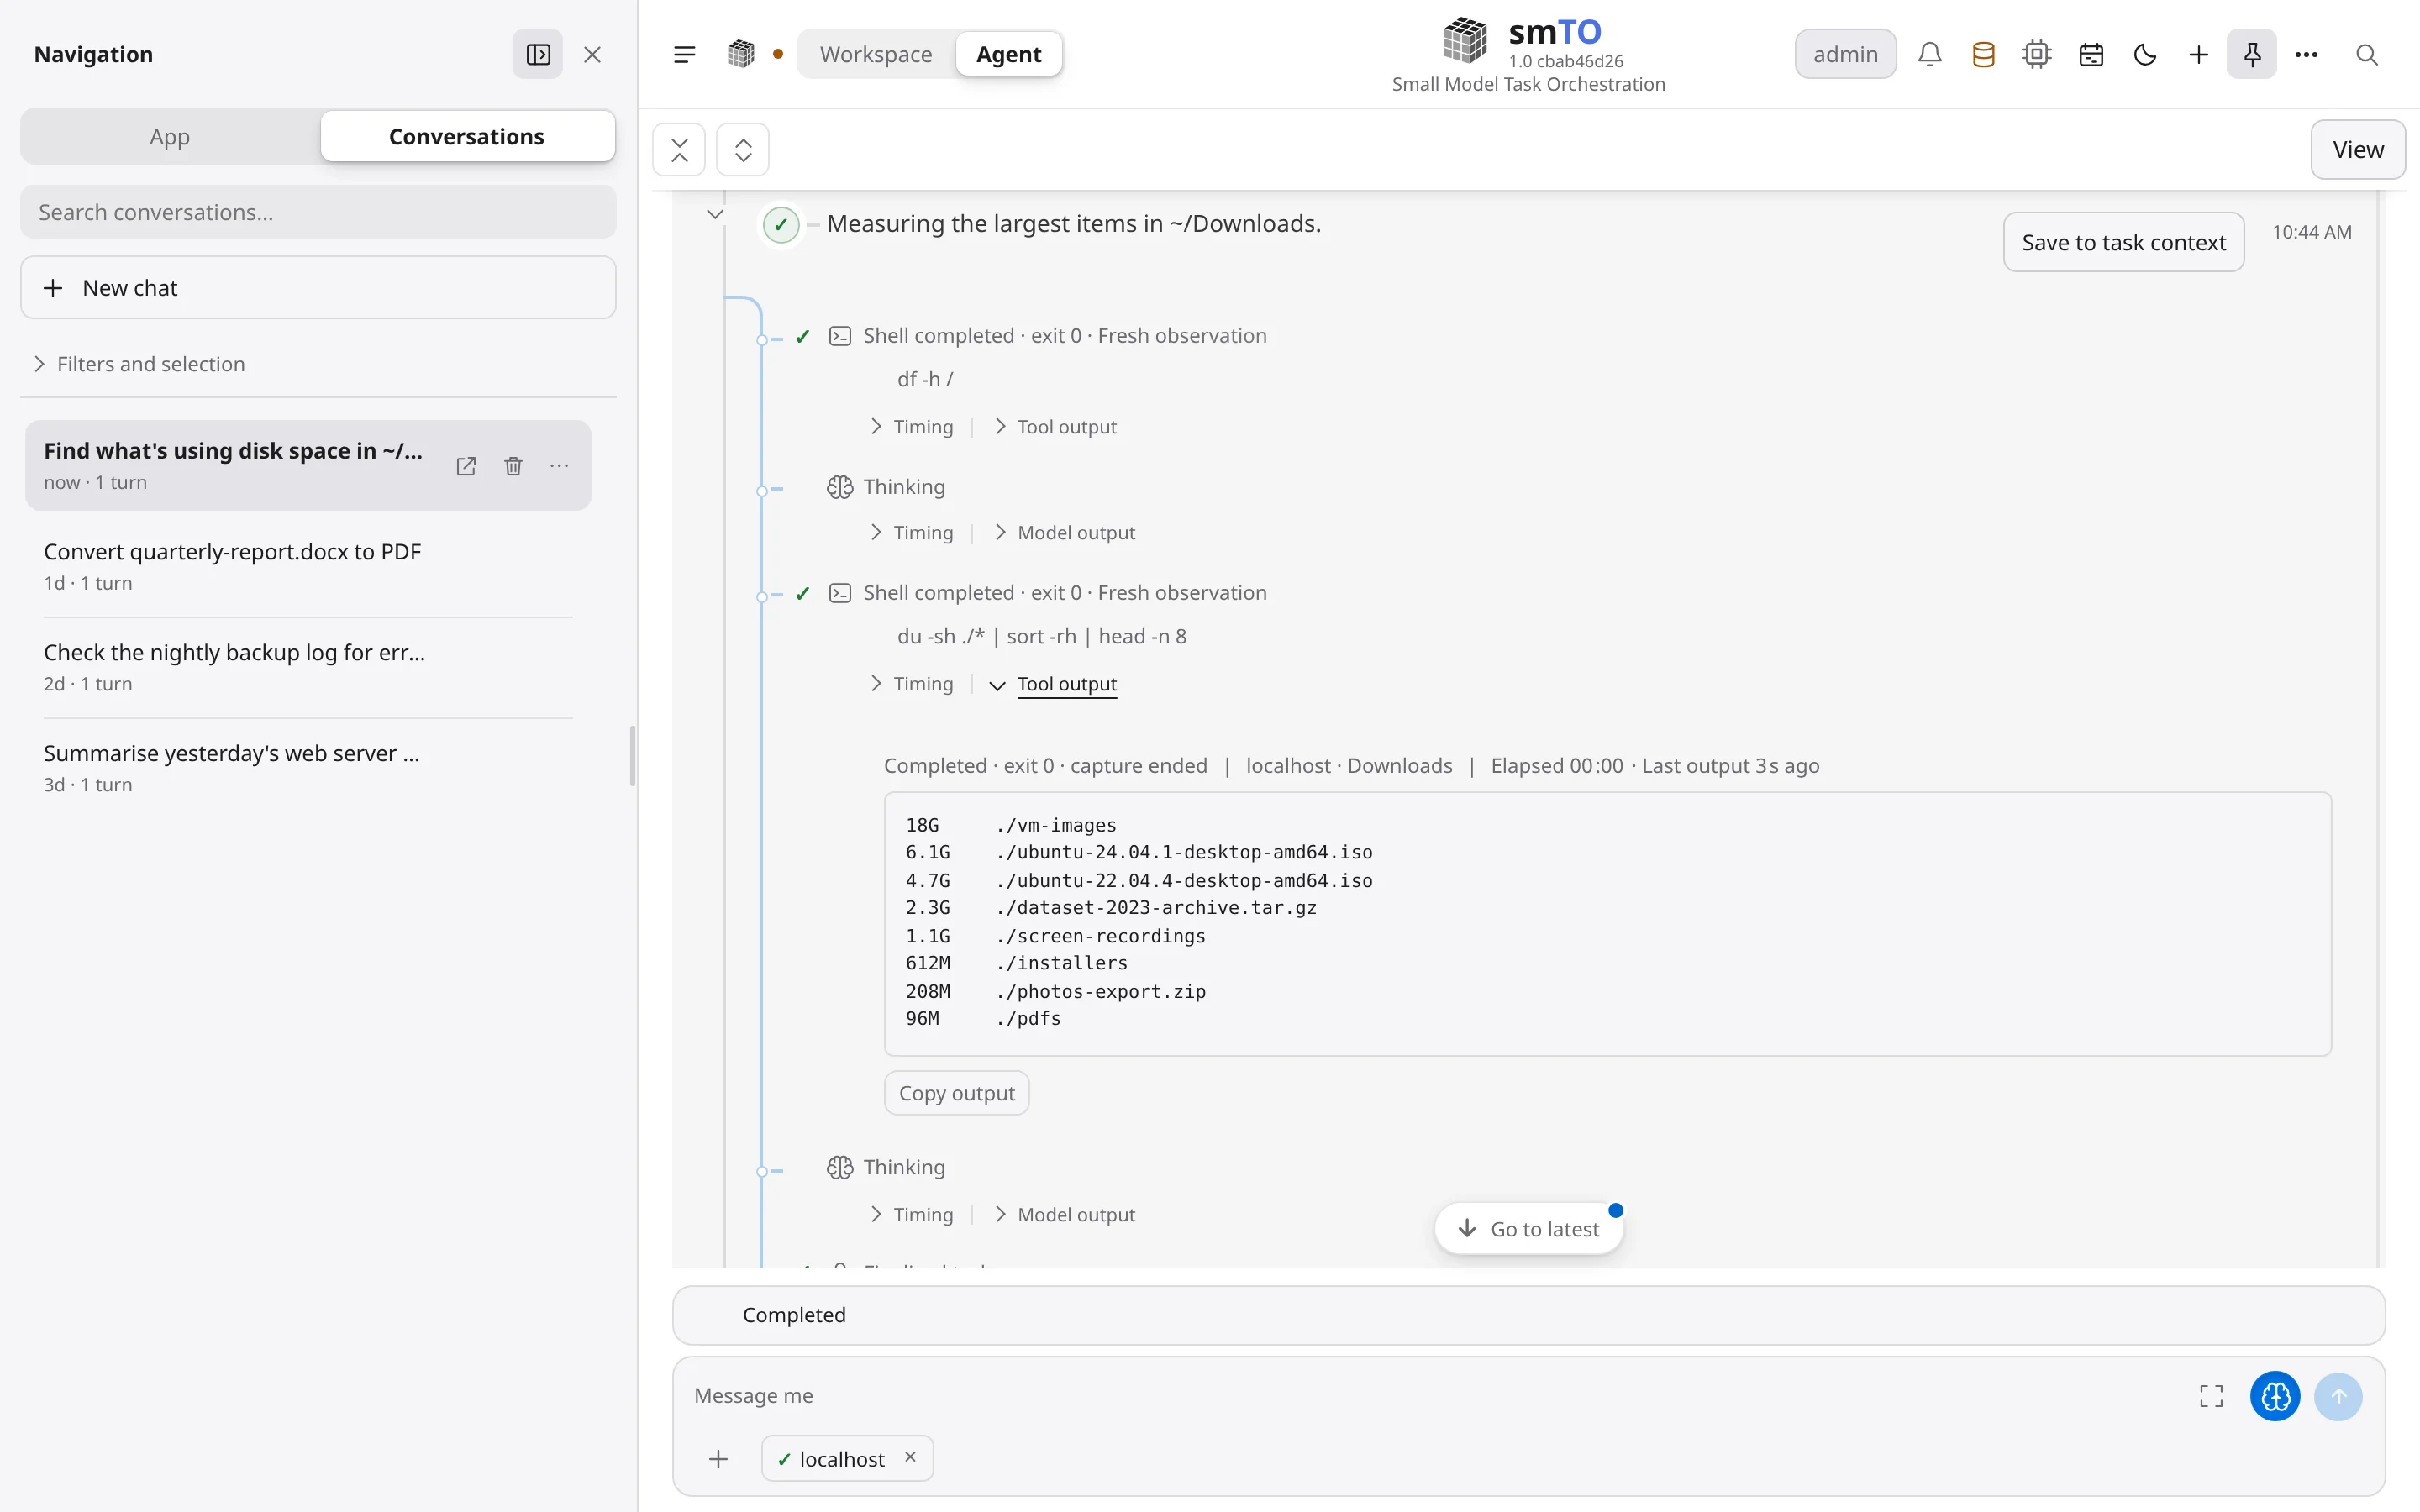 Navigation
App
Conversations
Search conversations...
New chat
Filters and selection
Find what's using disk space in ~/...
now · 1 turn
Convert quarterly-report.docx to PDF
1d · 1 turn
Check the nightly backup log for err...
2d · 1 turn
Summarise yesterday's web server ...
3d · 1 turn
Workspace
Agent
smTO
1.0 cbab46d26
Small Model Task Orchestration
admin
View
Measuring the largest items in ~/Downloads.
Save to task context
10:44 AM
Shell completed · exit 0 · Fresh observation
df -h /
Timing | Tool output
Thinking
Timing | Model output
Shell completed · exit 0 · Fresh observation
du -sh ./* | sort -rh | head -n 8
Timing | Tool output
Completed · exit 0 · capture ended | localhost · Downloads | Elapsed 00:00 · Last output 3s ago
18G ./vm-images
6.1G ./ubuntu-24.04.1-desktop-amd64.iso
4.7G ./ubuntu-22.04.4-desktop-amd64.iso
2.3G ./dataset-2023-archive.tar.gz
1.1G ./screen-recordings
612M ./installers
208M ./photos-export.zip
96M ./pdfs
Copy output
Thinking
Timing | Model output
Go to latest
Completed
Message me
localhost